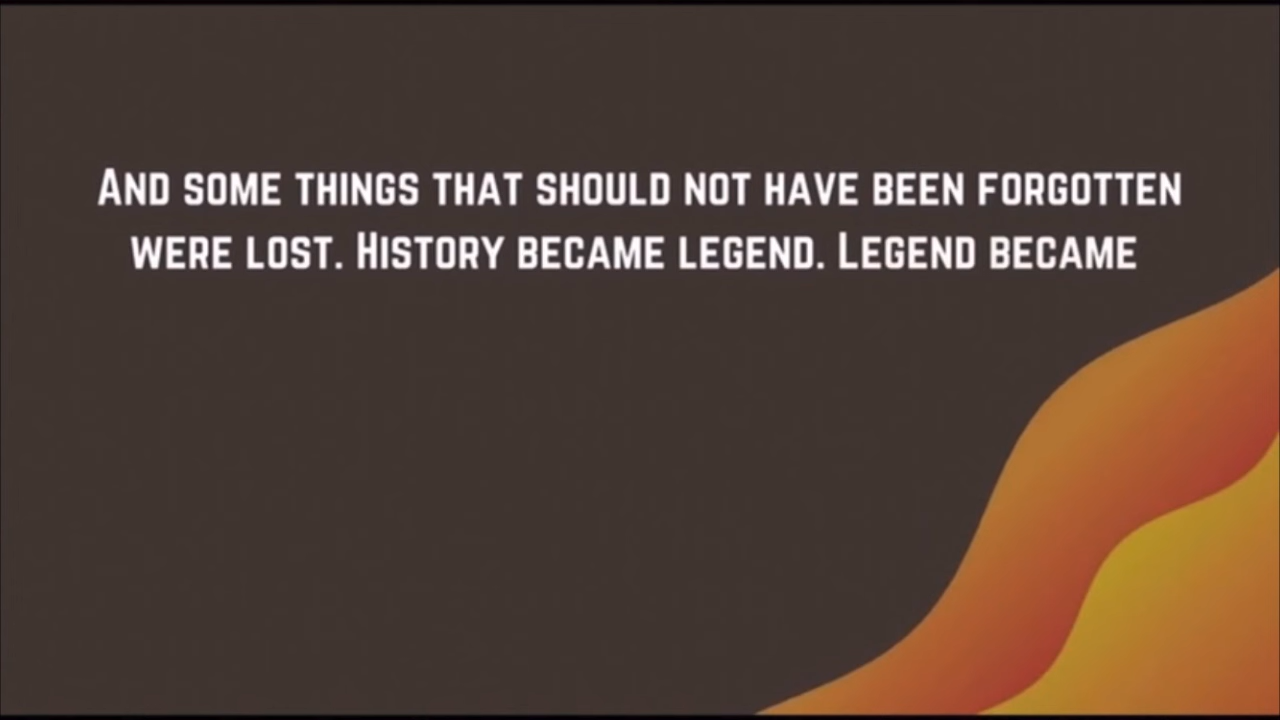 And some things that should not have been forgotten
were lost. History became legend. Legend became